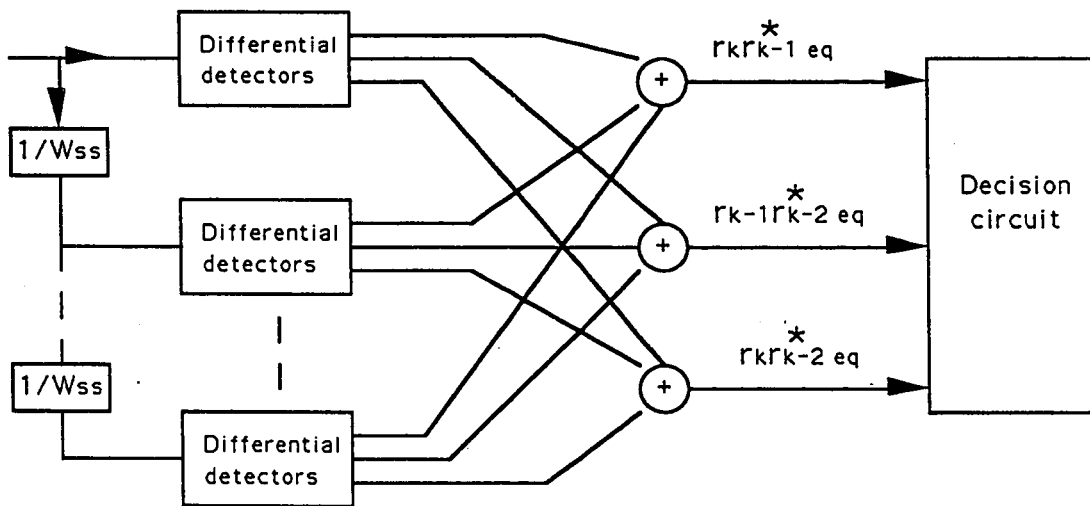 Differential
detectors
1/Wss
Differential
detectors
1/Wss
Differential
detectors
+
+
+
rkrk-1* eq
rk-1rk-2* eq
rkrk-2* eq
Decision
circuit